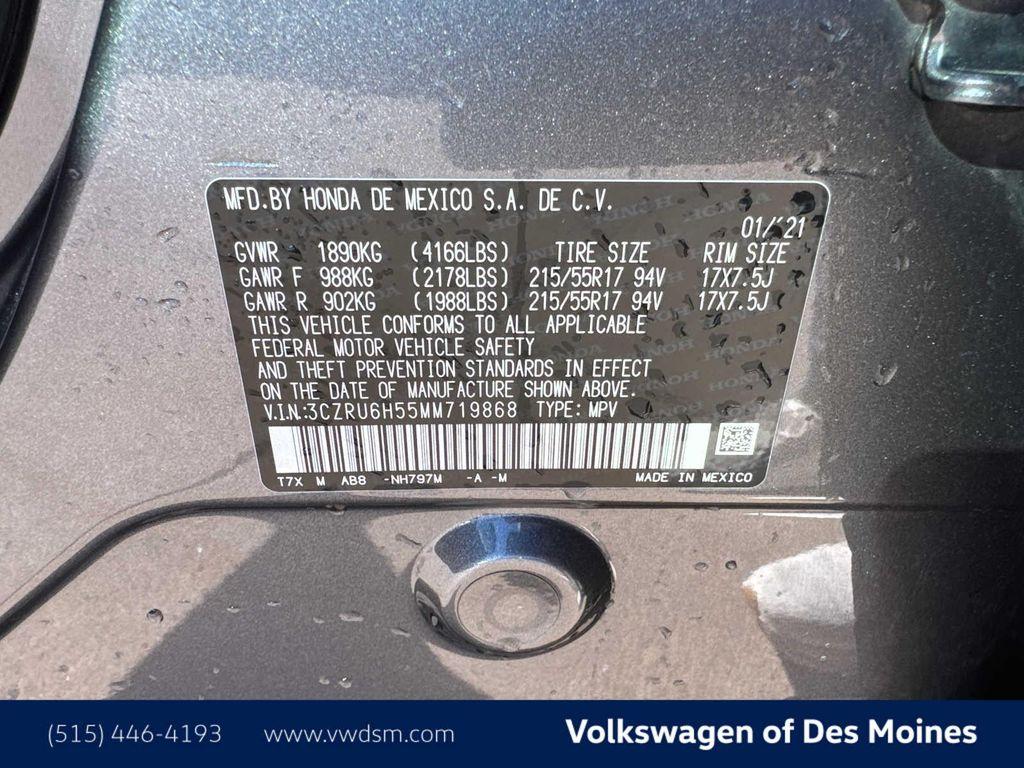 MFD.BY HONDA DE MEXICO S.A. DE C.V.
01/'21
GVWR 1890KG (4166LBS) TIRE SIZE RIM SIZE
GAWR F 988KG (2178LBS) 215/55R17 94V 17X7.5J
GAWR R 902KG (1988LBS) 215/55R17 94V 17X7.5J
THIS VEHICLE CONFORMS TO ALL APPLICABLE
FEDERAL MOTOR VEHICLE SAFETY
AND THEFT PREVENTION STANDARDS IN EFFECT
ON THE DATE OF MANUFACTURE SHOWN ABOVE.
V.I.N:3CZRU6H55MM719868 TYPE: MPV
T7X M AB8 -NH797M -A -M MADE IN MEXICO
(515) 446-4193 www.vwdsm.com Volkswagen of Des Moines